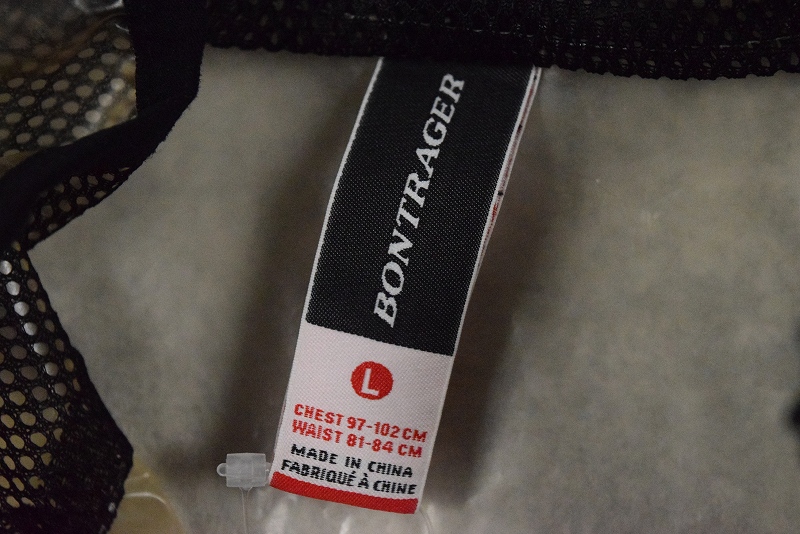 BONTRAGER
L
CHEST 97-102 CM
WAIST 81-84 CM
MADE IN CHINA
FABRIQUÉ À CHINE